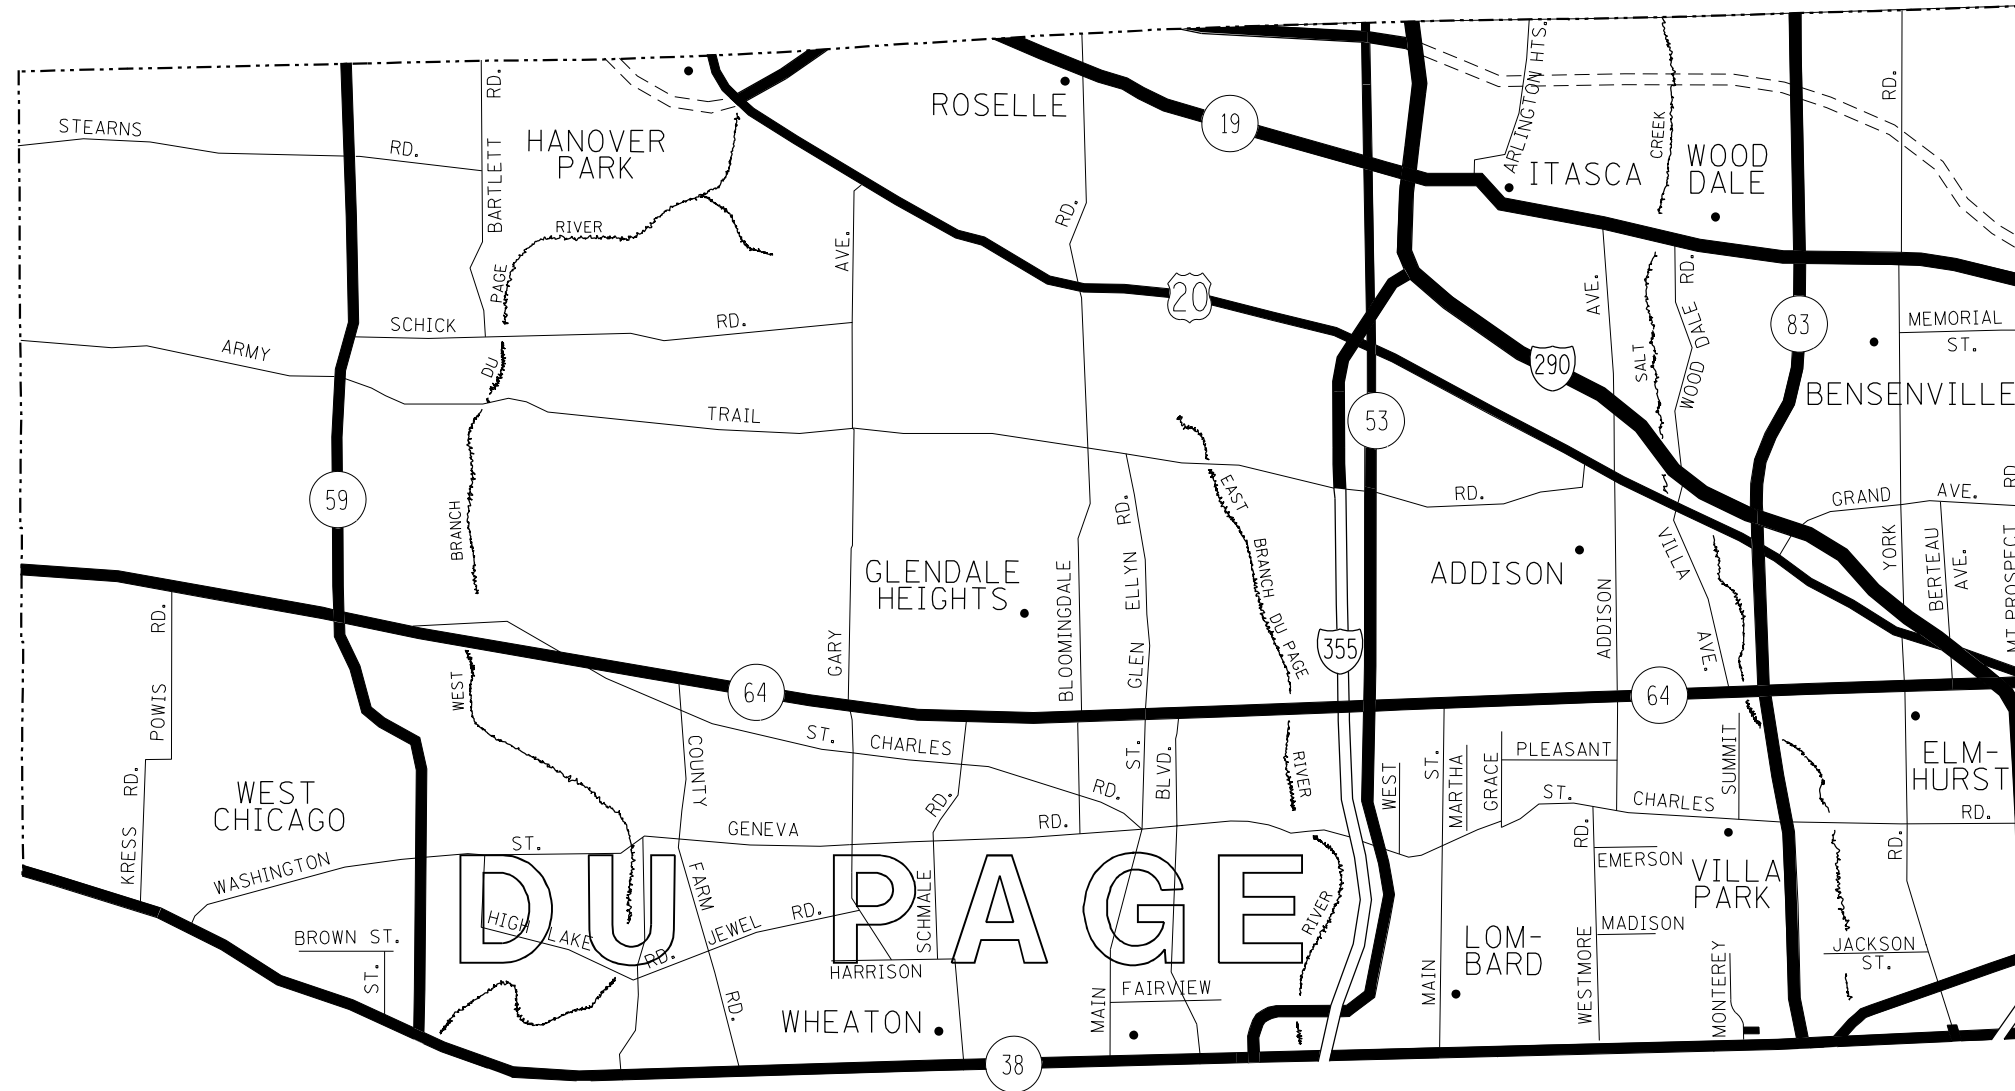 STEARNS
RD.
BARTLETT
RD.
HANOVER
PARK
ROSELLE
19
ARLINGTON HTS.
CREEK
ITASCA
WOOD
DALE
RD.
RIVER
PAGE
DU
AVE.
RD.
20
SCHICK
RD.
ARMY
TRAIL
RD.
59
BRANCH
WEST
53
290
355
AVE.
SALT
WOOD DALE
RD.
83
MEMORIAL
ST.
BENSENVILLE
GRAND
AVE.
YORK
BERTEAU
AVE.
MT PROSPECT
RD
EAST
BRANCH
DU PAGE
RIVER
GLENDALE
HEIGHTS
GARY
BLOOMINGDALE
GLEN
ELLYN
RD.
ADDISON
ADDISON
VILLA
AVE.
POWIS
RD.
64
64
ST.
CHARLES
RD.
COUNTY
FARM
RD.
ST.
BLVD.
WEST
ST.
MARTHA
GRACE
PLEASANT
SUMMIT
ELM-
HURST
ST.
CHARLES
RD.
WEST
CHICAGO
KRESS
RD.
WASHINGTON
ST.
GENEVA
RD.
RD.
RD.
EMERSON
VILLA
PARK
RD.
DU PAGE
HIGH LAKE
RD.
JEWEL
RD.
SCHMALE
HARRISON
RIVER
BROWN ST.
ST.
WHEATON
MAIN
FAIRVIEW
MAIN
LOM-
BARD
WESTMORE
MADISON
MONTEREY
JACKSON
ST.
38